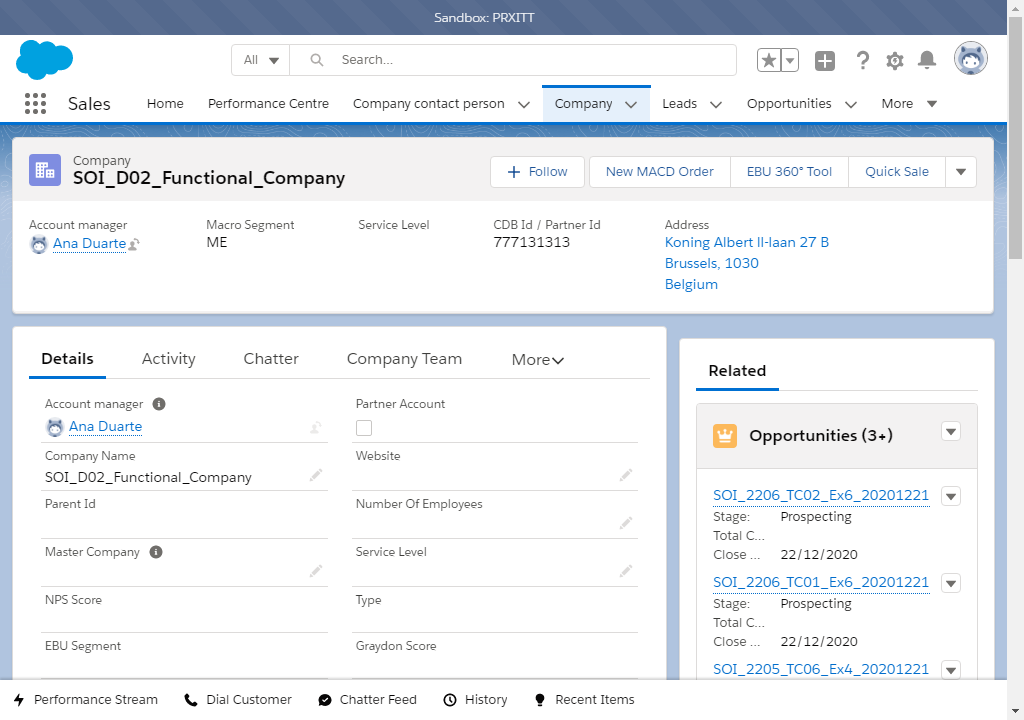 Sandbox: PRXITT
All
Search...
Sales
Home
Performance Centre
Company contact person
Company
Leads
Opportunities
More
Company
SOI_D02_Functional_Company
Follow
New MACD Order
EBU 360° Tool
Quick Sale
Account manager
Ana Duarte
Macro Segment
ME
Service Level
CDB Id / Partner Id
777131313
Address
Koning Albert II-laan 27 B
Brussels, 1030
Belgium
Details
Activity
Chatter
Company Team
More
Account manager
Ana Duarte
Partner Account
Company Name
SOI_D02_Functional_Company
Website
Parent Id
Number Of Employees
Master Company
Service Level
NPS Score
Type
EBU Segment
Graydon Score
Related
Opportunities (3+)
SOI_2206_TC02_Ex6_20201221
Stage: Prospecting
Total C...
Close ... 22/12/2020
SOI_2206_TC01_Ex6_20201221
Stage: Prospecting
Total C...
Close ... 22/12/2020
SOI_2205_TC06_Ex4_20201221
Performance Stream
Dial Customer
Chatter Feed
History
Recent Items